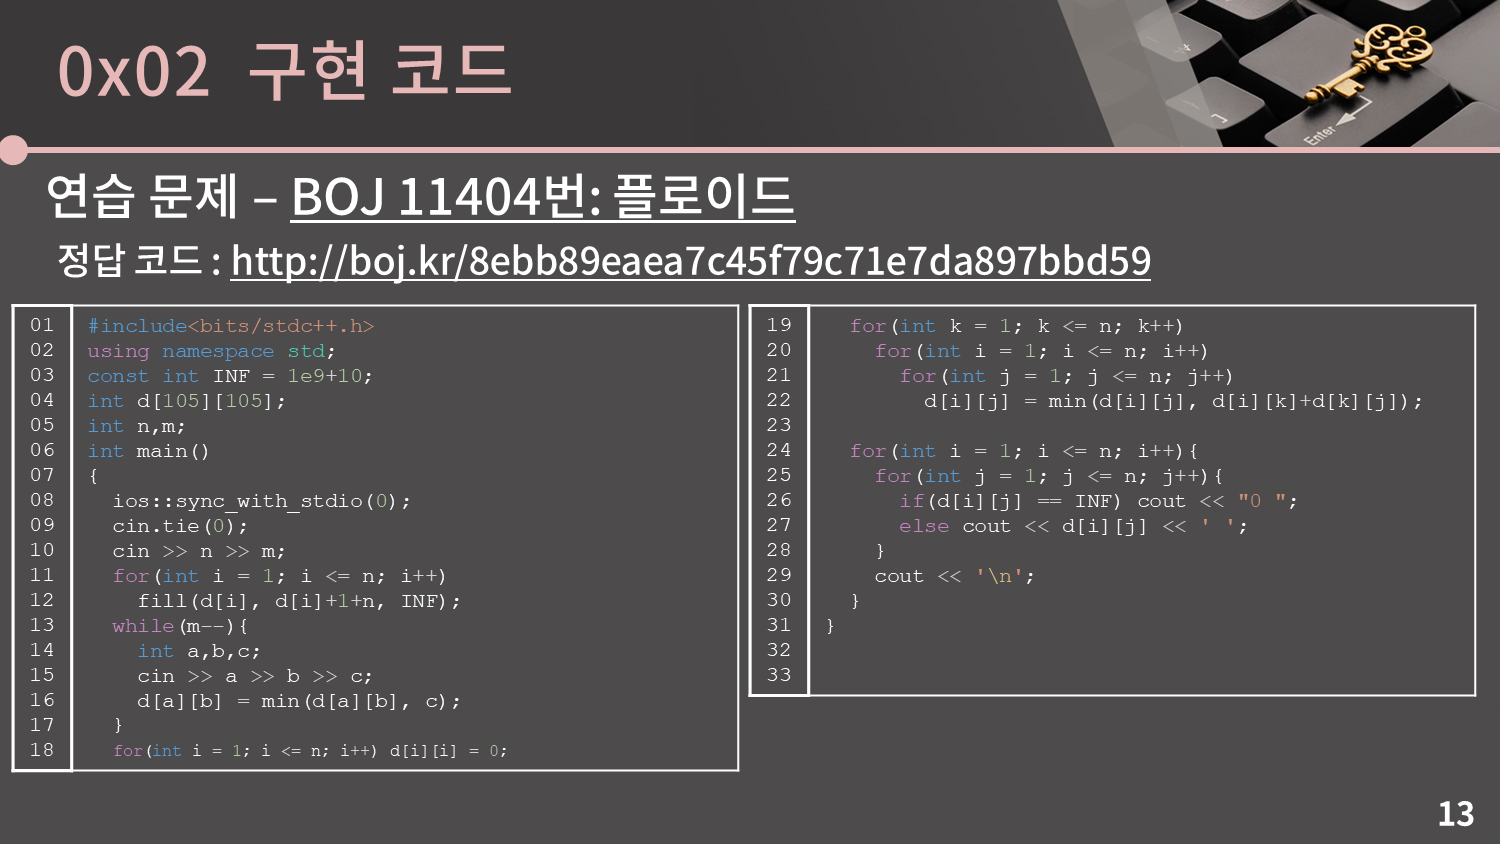 0x02 구현 코드
Enter
연습 문제 – BOJ 11404번: 플로이드
정답 코드 : http://boj.kr/8ebb89eaea7c45f79c71e7da897bbd59
01 #include<bits/stdc++.h>
02 using namespace std;
03 const int INF = 1e9+10;
04 int d[105][105];
05 int n,m;
06 int main()
07 {
08 ios::sync_with_stdio(0);
09 cin.tie(0);
10 cin >> n >> m;
11 for(int i = 1; i <= n; i++)
12 fill(d[i], d[i]+1+n, INF);
13 while(m--){
14 int a,b,c;
15 cin >> a >> b >> c;
16 d[a][b] = min(d[a][b], c);
17 }
18 for(int i = 1; i <= n; i++) d[i][i] = 0;
19 for(int k = 1; k <= n; k++)
20 for(int i = 1; i <= n; i++)
21 for(int j = 1; j <= n; j++)
22 d[i][j] = min(d[i][j], d[i][k]+d[k][j]);
23
24 for(int i = 1; i <= n; i++){
25 for(int j = 1; j <= n; j++){
26 if(d[i][j] == INF) cout << "0 ";
27 else cout << d[i][j] << ' ';
28 }
29 cout << '\n';
30 }
31 }
32
33
13